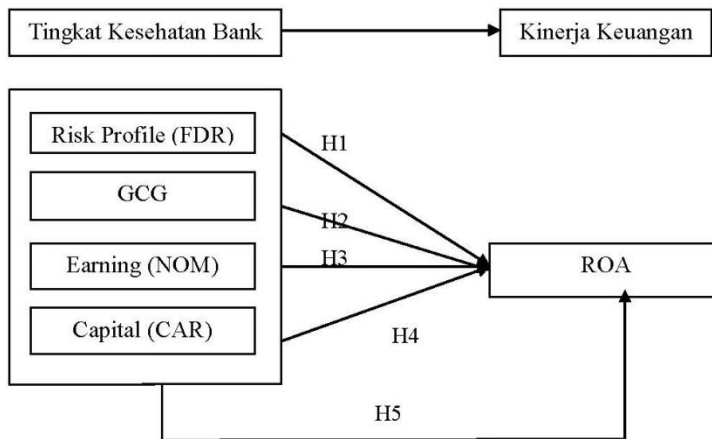 Tingkat Kesehatan Bank
Kinerja Keuangan
Risk Profile (FDR)
H1
GCG
H2
Earning (NOM)
H3
ROA
Capital (CAR)
H4
H5